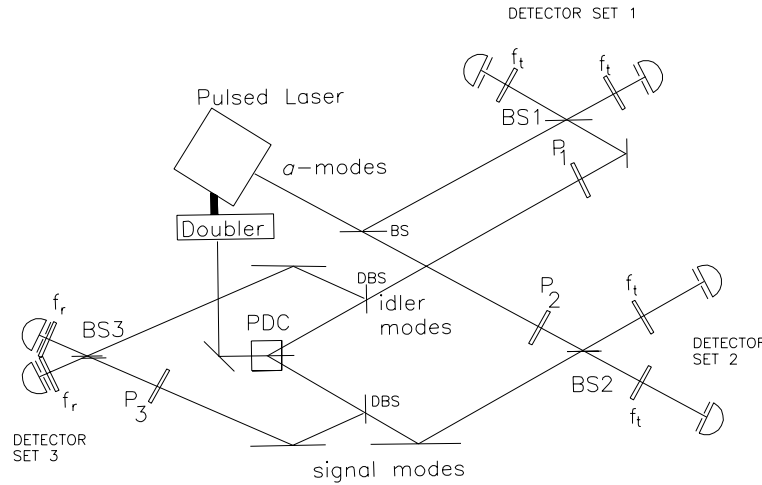 DETECTOR SET 1
f_t
f_t
Pulsed Laser
BS1
P_1
a-modes
Doubler
BS
DBS
idler
modes
P_2
f_t
f_r
BS3
PDC
DETECTOR
SET 2
BS2
f_r
P_3
DBS
f_t
DETECTOR
SET 3
signal modes